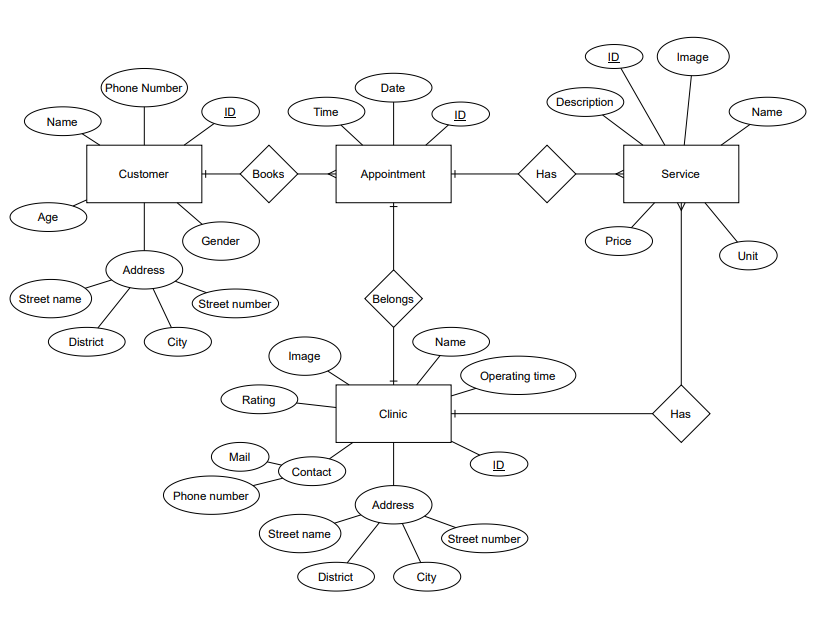 ID
Image
Phone Number
Date
Description
Name
ID
Time
ID
Name
Customer
Books
Appointment
Has
Service
Age
Gender
Price
Unit
Address
Street name
Street number
Belongs
District
City
Image
Name
Operating time
Rating
Clinic
Has
Mail
Contact
ID
Phone number
Address
Street name
Street number
District
City